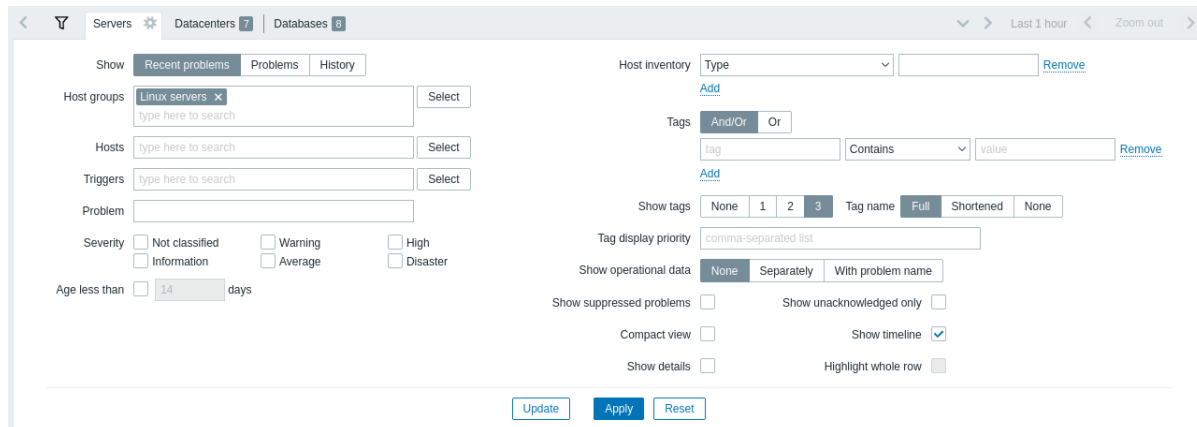 Servers Datacenters 7 Databases 8 Last 1 hour Zoom out
Show Recent problems Problems History
Host groups Linux servers Select
type here to search
Hosts type here to search Select
Triggers type here to search Select
Problem
Severity Not classified Warning High
Information Average Disaster
Age less than 14 days
Host inventory Type Remove
Add
Tags And/Or Or
tag Contains value Remove
Add
Show tags None 1 2 3 Tag name Full Shortened None
Tag display priority comma-separated list
Show operational data None Separately With problem name
Show suppressed problems Show unacknowledged only
Compact view Show timeline
Show details Highlight whole row
Update Apply Reset